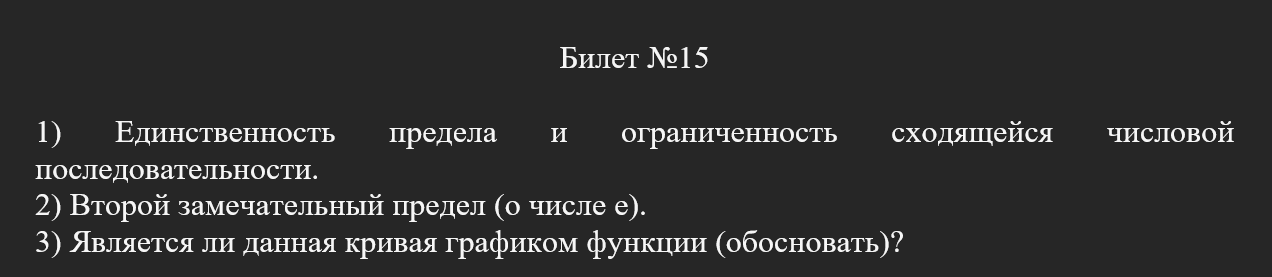 Билет №15
1) Единственность предела и ограниченность сходящейся числовой
последовательности.
2) Второй замечательный предел (о числе е).
3) Является ли данная кривая графиком функции (обосновать)?